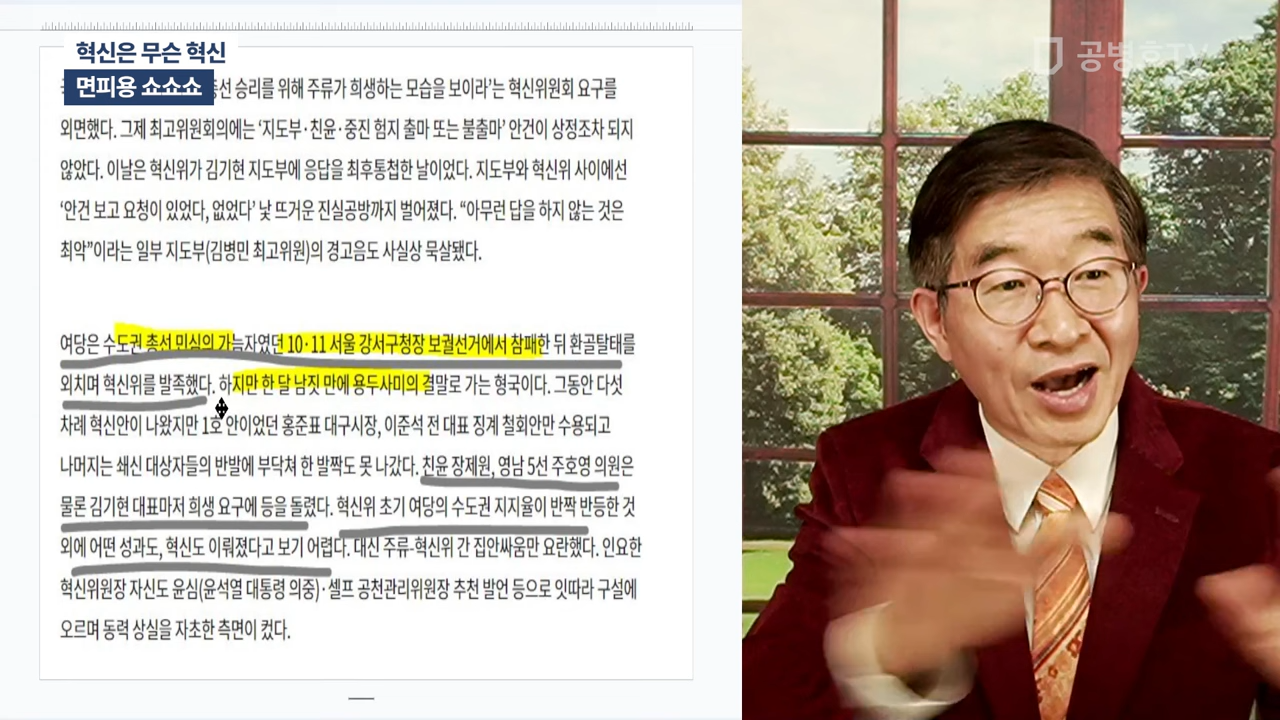 혁신은 무슨 혁신
면피용 쇼쇼쇼
공병호TV
승리를 위해 주류가 희생하는 모습을 보이라’는 혁신위원회 요구를
외면했다. 그제 최고위원회의에는 ‘지도부·친윤·중진 험지 출마 또는 불출마’ 안건이 상정조차 되지
않았다. 이날은 혁신위가 김기현 지도부에 응답을 최후통첩한 날이었다. 지도부와 혁신위 사이에선
‘안건 보고 요청이 있었다, 없었다’ 낯 뜨거운 진실공방까지 벌어졌다. “아무런 답을 하지 않는 것은
최악”이라는 일부 지도부(김병민 최고위원)의 경고음도 사실상 묵살됐다.
여당은 수도권 총선 민심의 가늠자였던 10·11 서울 강서구청장 보궐선거에서 참패한 뒤 환골탈태를
외치며 혁신위를 발족했다. 하지만 한 달 남짓 만에 용두사미의 결말로 가는 형국이다. 그동안 다섯
차례 혁신안이 나왔지만 1호 안이었던 홍준표 대구시장, 이준석 전 대표 징계 철회안만 수용되고
나머지는 쇄신 대상자들의 반발에 부닥쳐 한 발짝도 못 나갔다. 친윤 장제원, 영남 5선 주호영 의원은
물론 김기현 대표마저 희생 요구에 등을 돌렸다. 혁신위 초기 여당의 수도권 지지율이 반짝 반등한 것
외에 어떤 성과도, 혁신도 이뤄졌다고 보기 어렵다. 대신 주류-혁신위 간 집안싸움만 요란했다. 인요한
혁신위원장 자신도 윤심(윤석열 대통령 의중)·셀프 공천관리위원장 추천 발언 등으로 잇따라 구설에
오르며 동력 상실을 자초한 측면이 컸다.